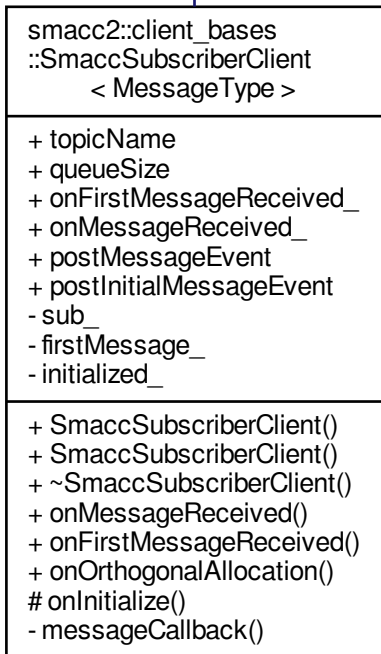 smacc2::client_bases
::SmaccSubscriberClient
< MessageType >
+ topicName
+ queueSize
+ onFirstMessageReceived_
+ onMessageReceived_
+ postMessageEvent
+ postInitialMessageEvent
- sub_
- firstMessage_
- initialized_
+ SmaccSubscriberClient()
+ SmaccSubscriberClient()
+ ~SmaccSubscriberClient()
+ onMessageReceived()
+ onFirstMessageReceived()
+ onOrthogonalAllocation()
# onInitialize()
- messageCallback()